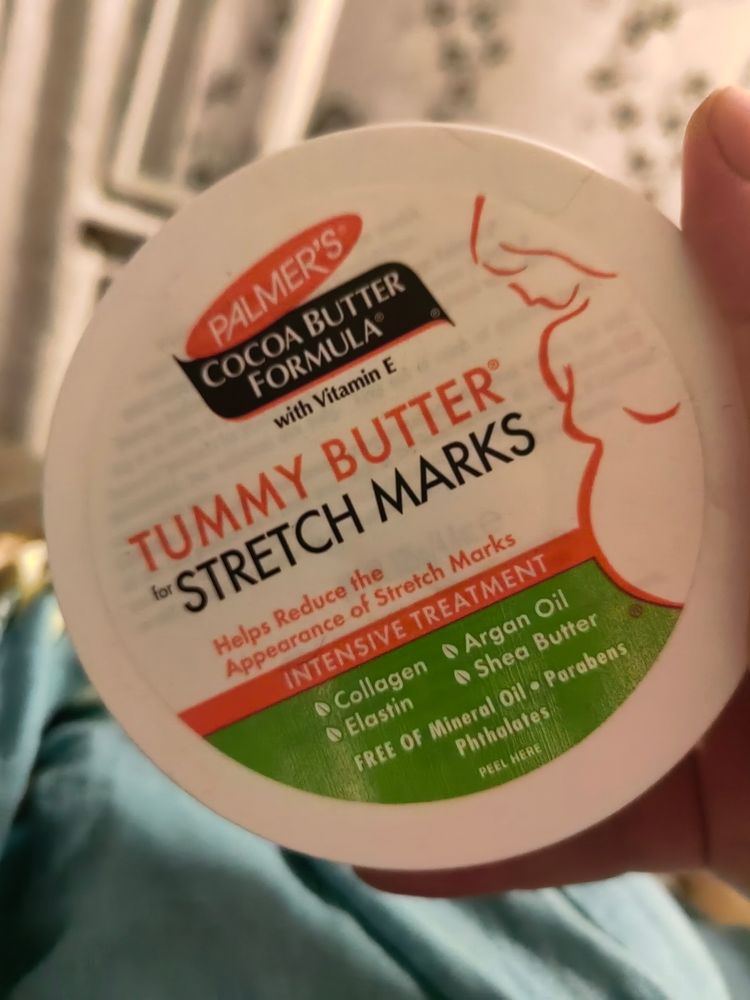 PALMER'S®
COCOA BUTTER
FORMULA®
with Vitamin E
TUMMY BUTTER®
for STRETCH MARKS
Helps Reduce the
Appearance of Stretch Marks
INTENSIVE TREATMENT
Collagen Argan Oil
Elastin Shea Butter
FREE OF Mineral Oil • Parabens
Phthalates
PEEL HERE